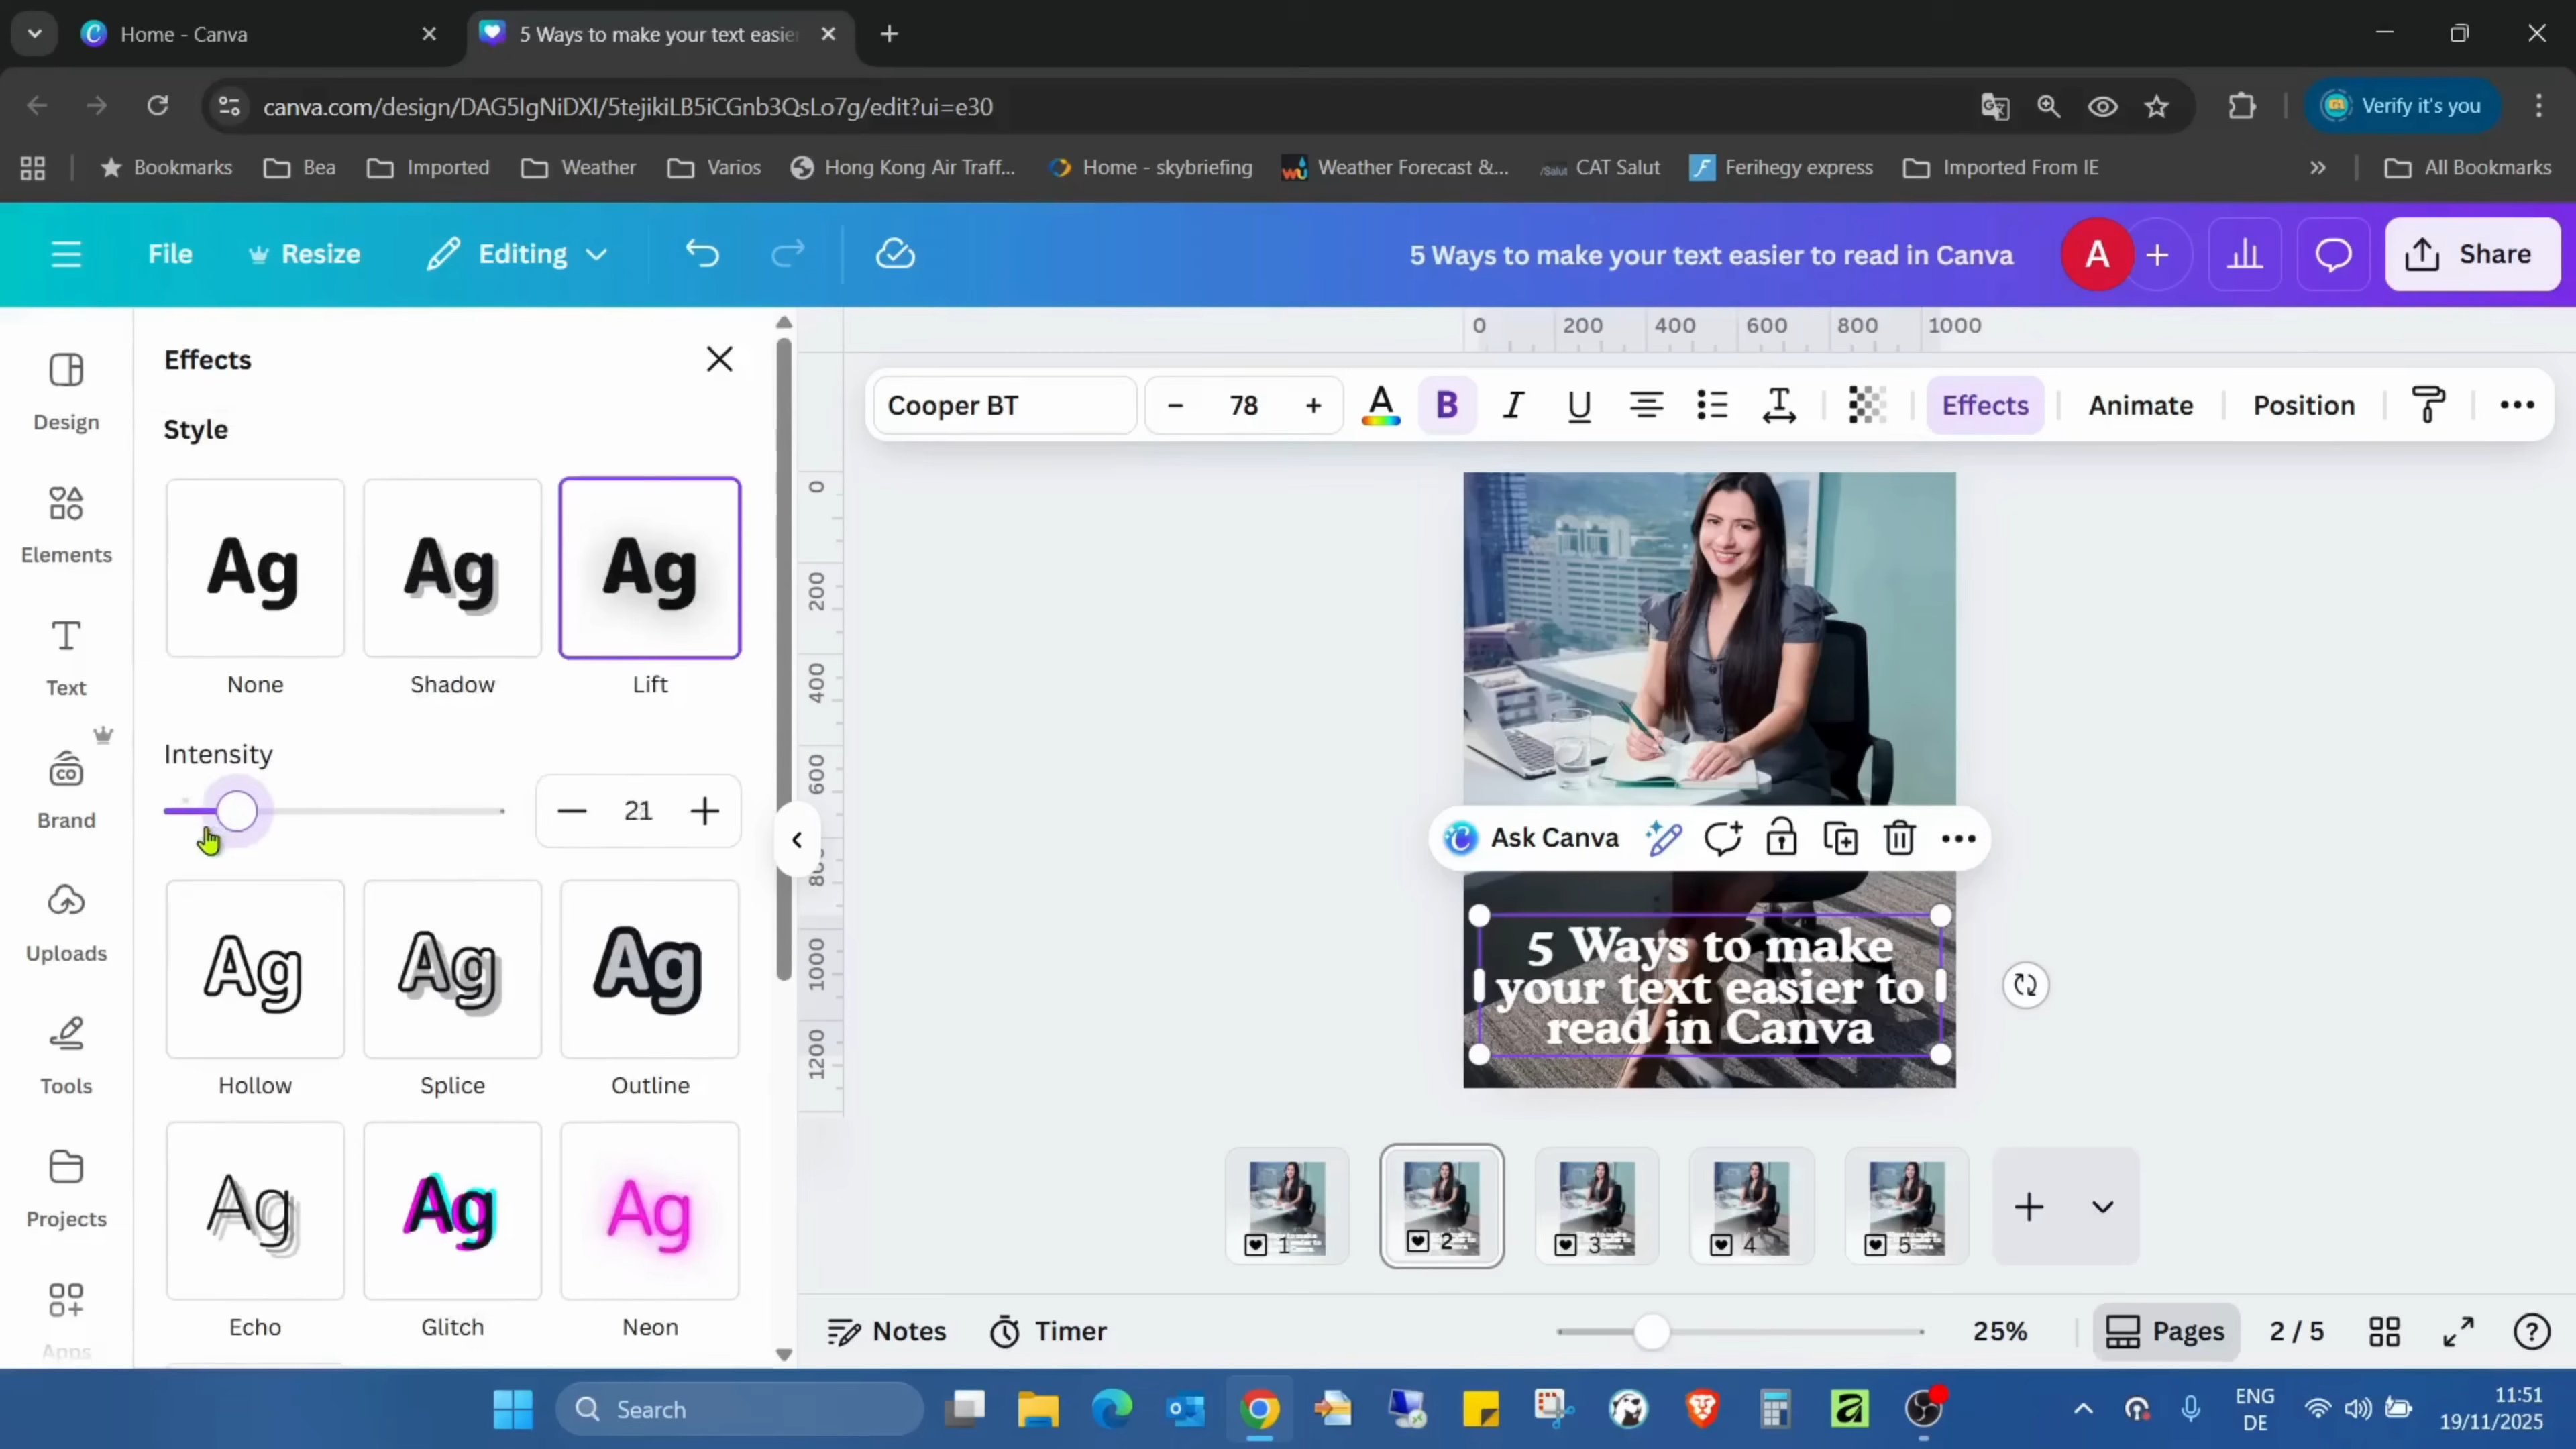 Home - Canva
5 Ways to make your text easie
canva.com/design/DAG5IgNiDXI/5tejikiLB5iCGnb3QsLo7g/edit?ui=e30
Verify it's you
Bookmarks
Bea
Imported
Weather
Varios
Hong Kong Air Traff...
Home - skybriefing
Weather Forecast &...
CAT Salut
Ferihegy express
Imported From IE
All Bookmarks
File
Resize
Editing
5 Ways to make your text easier to read in Canva
A
Share
Design
Elements
Text
Brand
Uploads
Tools
Projects
Apps
Effects
Style
Ag
Ag
Ag
None
Shadow
Lift
Intensity
21
Ag
Ag
Ag
Hollow
Splice
Outline
Ag
Ag
Ag
Echo
Glitch
Neon
0 200 400 600 800 1000
0
200
400
600
1000
1200
Cooper BT
78
A
B
I
U
Effects
Animate
Position
Ask Canva
5 Ways to make
your text easier to
read in Canva
1
2
3
4
5
Notes
Timer
25%
Pages
2 / 5
Search
ENG
DE
11:51
19/11/2025